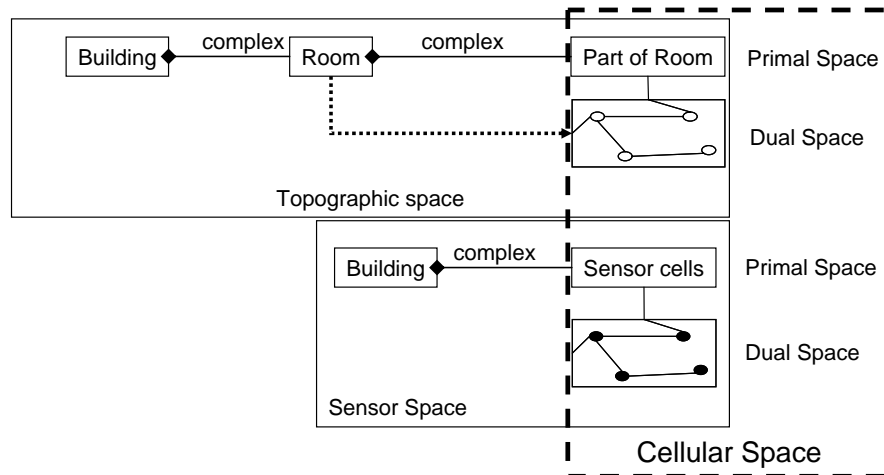 complex
complex
Building
Room
Part of Room
Primal Space
Dual Space
Topographic space
complex
Building
Sensor cells
Primal Space
Dual Space
Sensor Space
Cellular Space